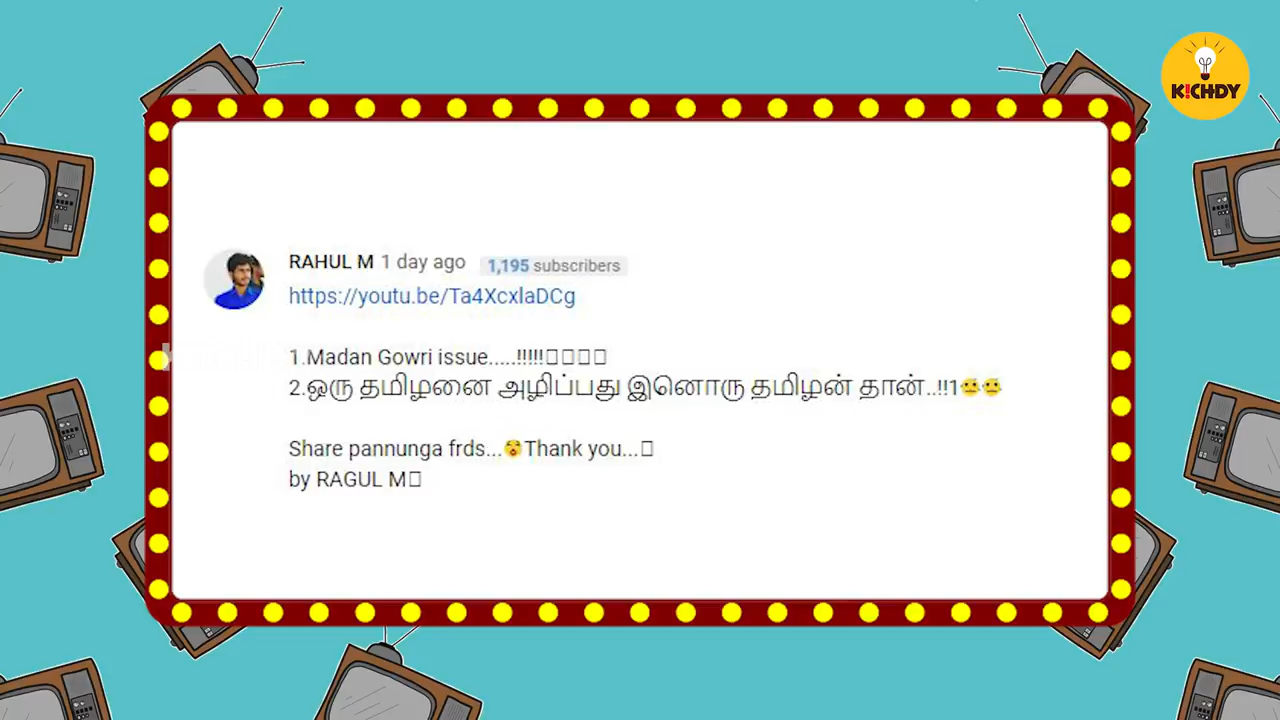 K!CHDY
RAHUL M 1 day ago 1,195 subscribers
https://youtu.be/Ta4XcxlaDCg
1.Madan Gowri issue.....!!!!!□□□□
2.ஒரு தமிழனை அழிப்பது இனொரு தமிழன் தான்..!!1😐😐
Share pannunga frds...😲Thank you...□
by RAGUL M□